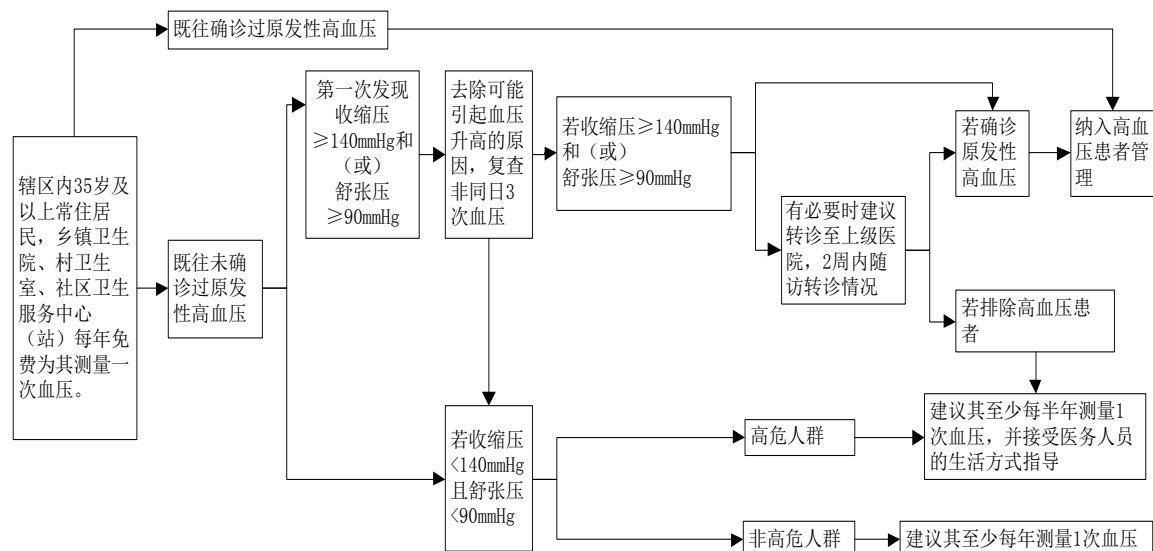 既往确诊过原发性高血压
辖区内35岁及
以上常住居
民，乡镇卫生
院、村卫生
室、社区卫生
服务中心
（站）每年免
费为其测量一
次血压。
既往未确
诊过原发
性高血压
第一次发现
收缩压
≥140mmHg和
（或）
舒张压
≥90mmHg
去除可能
引起血压
升高的原
因，复查
非同日3
次血压
若收缩压≥140mmHg
和（或）
舒张压≥90mmHg
若确诊
原发性
高血压
纳入高血
压患者管
理
有必要时建议
转诊至上级医
院，2周内随
访转诊情况
若排除高血压患
者
若收缩压
<140mmHg
且舒张压
<90mmHg
高危人群
建议其至少每半年测量1
次血压，并接受医务人员
的生活方式指导
非高危人群
建议其至少每年测量1次血压